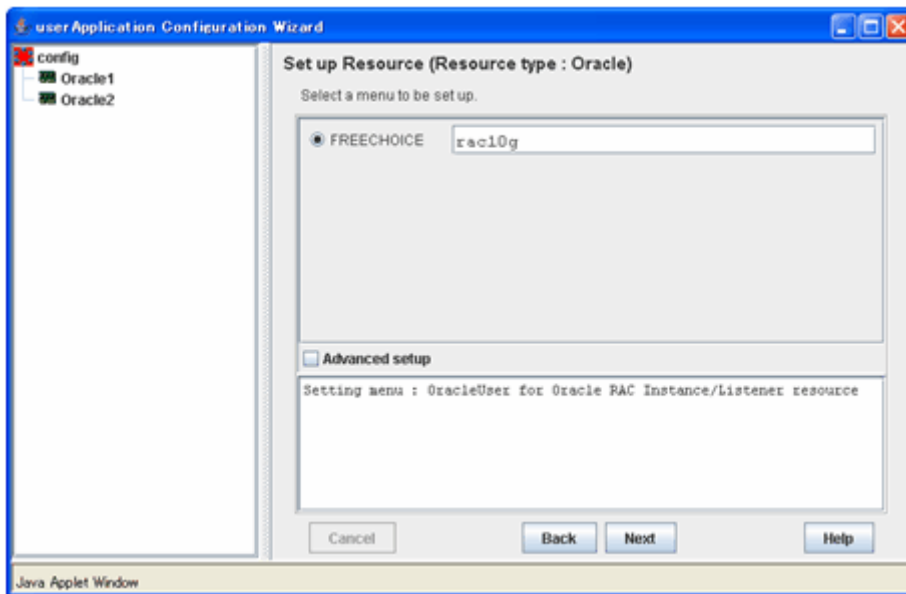 userApplication Configuration Wizard
config
Oracle1
Oracle2
Set up Resource (Resource type : Oracle)
Select a menu to be set up.
FREECHOICE
rac10g
Advanced setup
Setting menu : OracleUser for Oracle RAC Instance/Listener resource
Cancel
Back
Next
Help
Java Applet Window